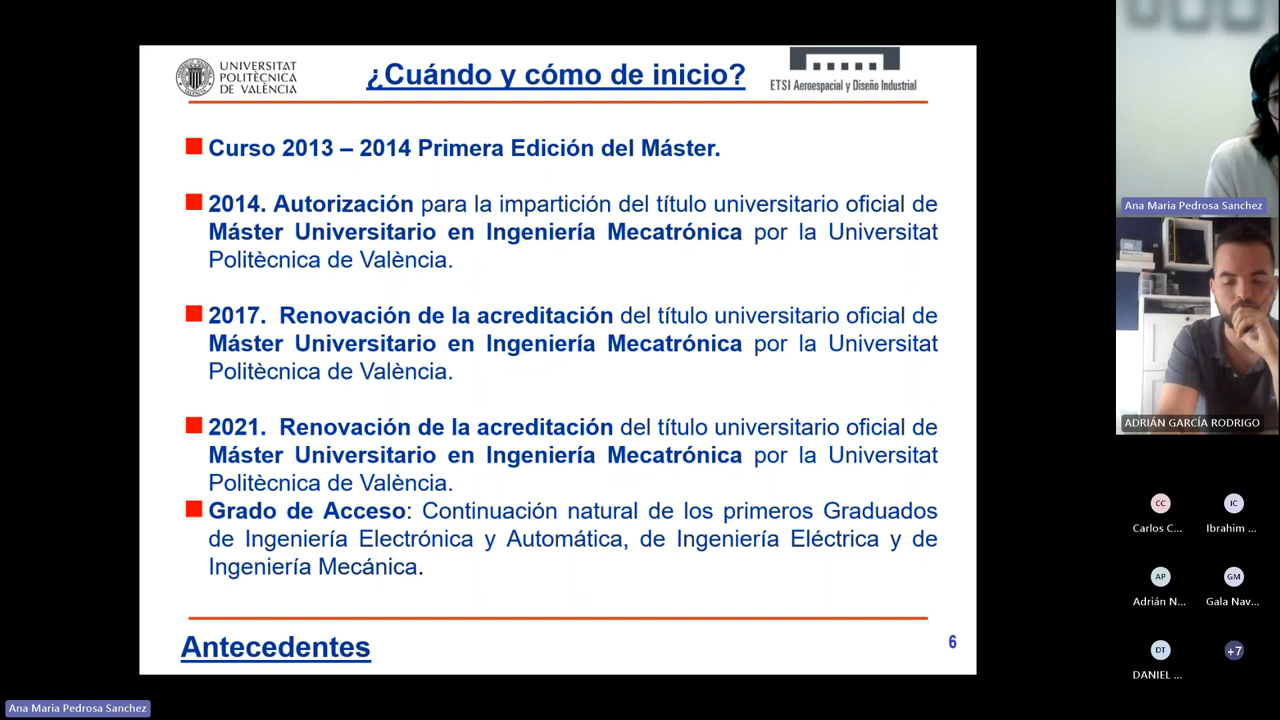 UNIVERSITAT
POLITÈCNICA
DE VALÈNCIA
¿Cuándo y cómo de inicio?
ETSI Aeroespacial y Diseño Industrial
Curso 2013 – 2014 Primera Edición del Máster.
2014. Autorización para la impartición del título universitario oficial de
Máster Universitario en Ingeniería Mecatrónica por la Universitat
Politècnica de València.
2017. Renovación de la acreditación del título universitario oficial de
Máster Universitario en Ingeniería Mecatrónica por la Universitat
Politècnica de València.
2021. Renovación de la acreditación del título universitario oficial de
Máster Universitario en Ingeniería Mecatrónica por la Universitat
Politècnica de València.
Grado de Acceso: Continuación natural de los primeros Graduados
de Ingeniería Electrónica y Automática, de Ingeniería Eléctrica y de
Ingeniería Mecánica.
Antecedentes
6
Ana Maria Pedrosa Sanchez
Ana Maria Pedrosa Sanchez
ADRIÁN GARCÍA RODRIGO
CC
IC
Carlos C...
Ibrahim ...
AP
GM
Adrián N...
Gala Nav...
DT
+7
DANIEL ...